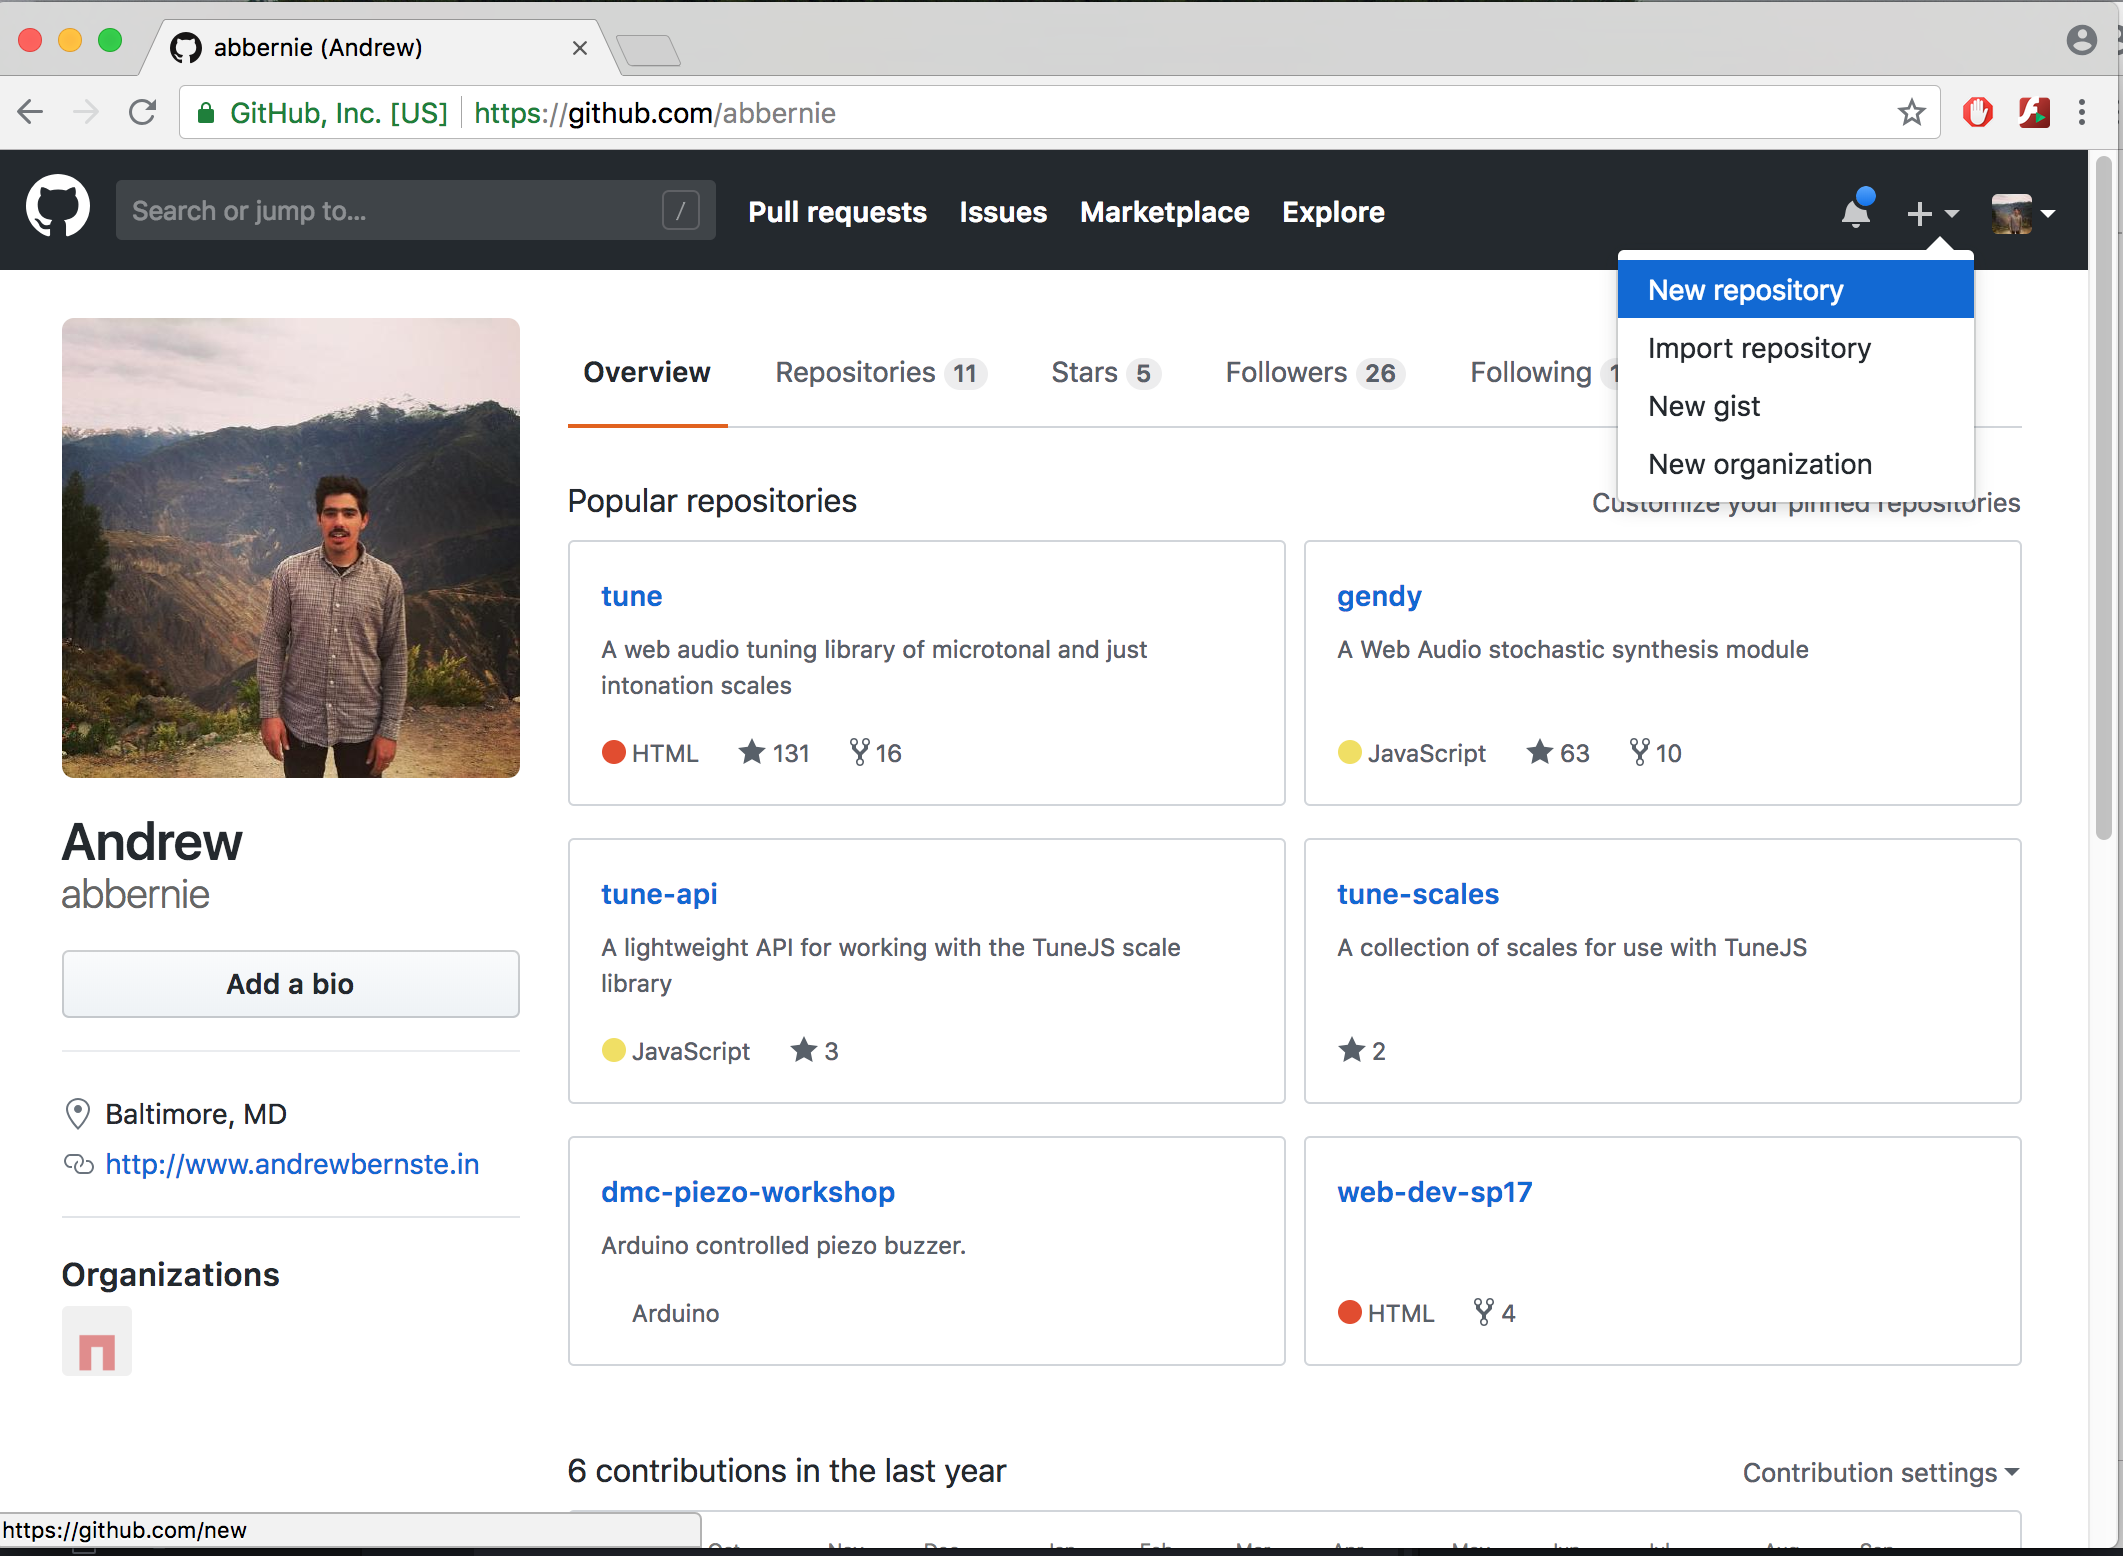 abbernie (Andrew)
GitHub, Inc. [US] https://github.com/abbernie
Search or jump to... /
Pull requests Issues Marketplace Explore
New repository
Import repository
New gist
New organization
Overview Repositories 11 Stars 5 Followers 26 Following
Popular repositories
Customize your pinned repositories
tune
A web audio tuning library of microtonal and just
intonation scales
HTML 131 16
gendy
A Web Audio stochastic synthesis module
JavaScript 63 10
Andrew
abbernie
Add a bio
Baltimore, MD
http://www.andrewbernste.in
Organizations
tune-api
A lightweight API for working with the TuneJS scale
library
JavaScript 3
tune-scales
A collection of scales for use with TuneJS
2
dmc-piezo-workshop
Arduino controlled piezo buzzer.
Arduino
web-dev-sp17
HTML 4
6 contributions in the last year
Contribution settings
https://github.com/new